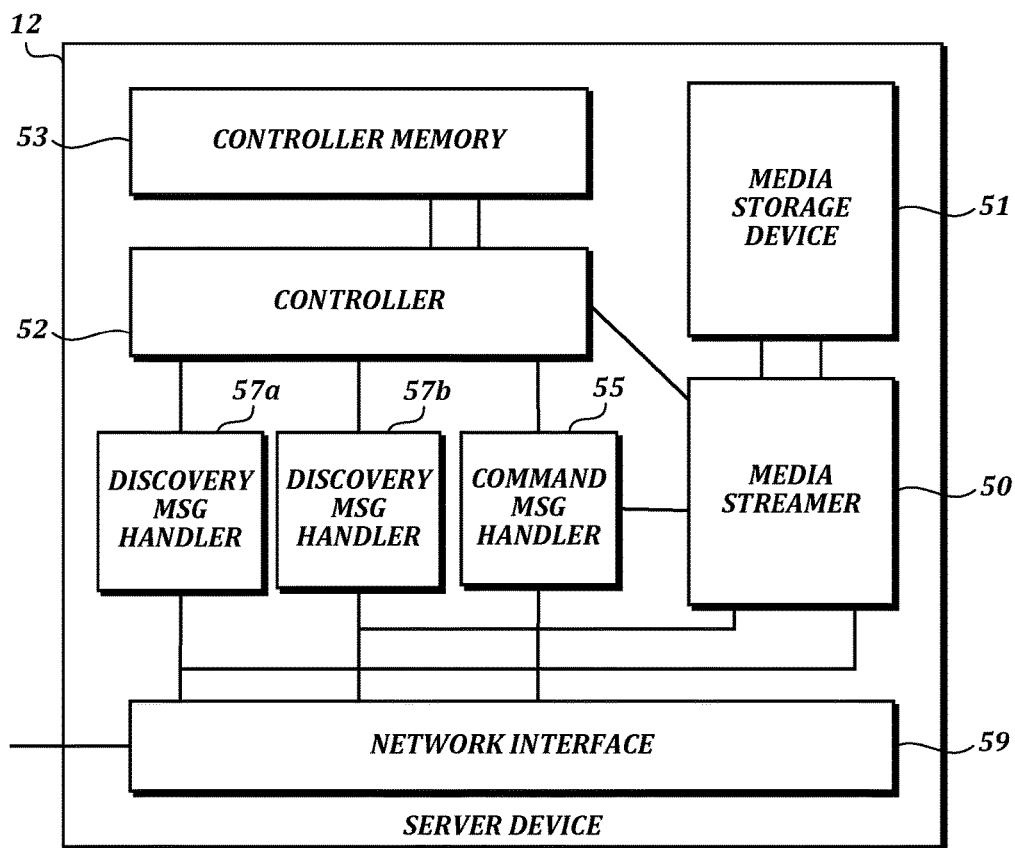 12
53
CONTROLLER MEMORY
MEDIA
STORAGE
DEVICE
51
CONTROLLER
52
57a
57b
55
DISCOVERY
MSG
HANDLER
DISCOVERY
MSG
HANDLER
COMMAND
MSG
HANDLER
MEDIA
STREAMER
50
NETWORK INTERFACE
59
SERVER DEVICE